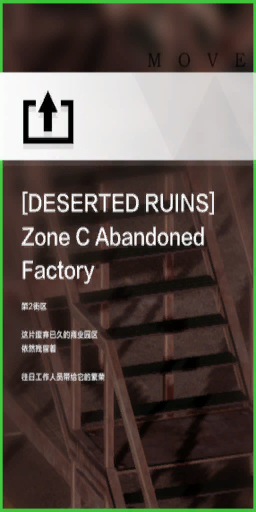 MOVE
[DESERTED RUINS]
Zone C Abandoned
Factory
第2街区
这片废弃已久的商业园区
依然残留着
往日工作人员带给它的繁荣